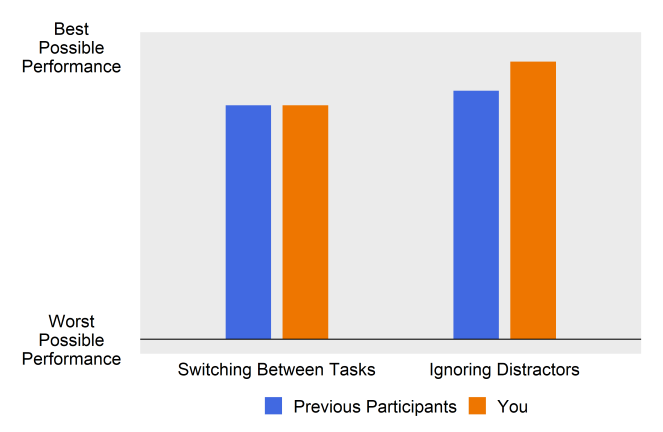 Best
Possible
Performance
Worst
Possible
Performance
Switching Between Tasks
Ignoring Distractors
Previous Participants
You